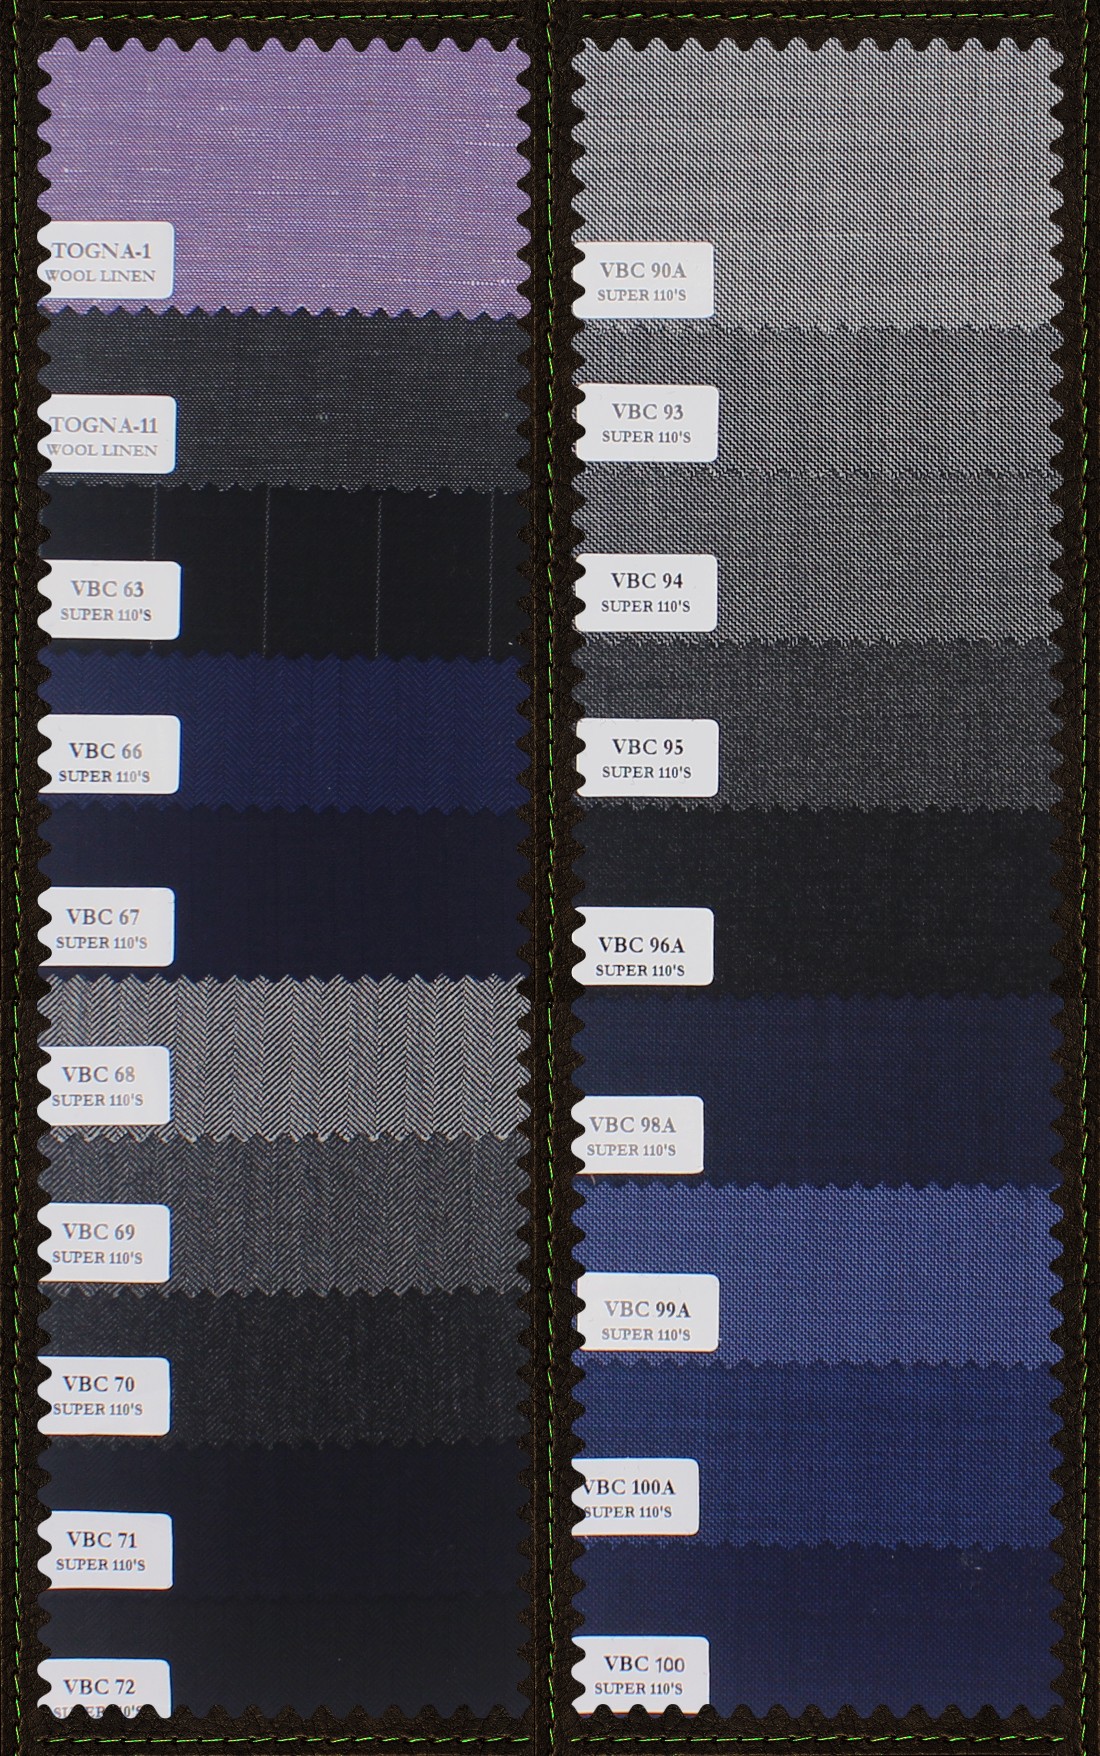 TOGNA-1
WOOL LINEN
TOGNA-11
WOOL LINEN
VBC 63
SUPER 110'S
VBC 66
SUPER 110'S
VBC 67
SUPER 110'S
VBC 68
SUPER 110'S
VBC 69
SUPER 110'S
VBC 70
SUPER 110'S
VBC 71
SUPER 110'S
VBC 72
SUPER 110'S
VBC 90A
SUPER 110'S
VBC 93
SUPER 110'S
VBC 94
SUPER 110'S
VBC 95
SUPER 110'S
VBC 96A
SUPER 110'S
VBC 98A
SUPER 110'S
VBC 99A
SUPER 110'S
VBC 100A
SUPER 110'S
VBC 100
SUPER 110'S